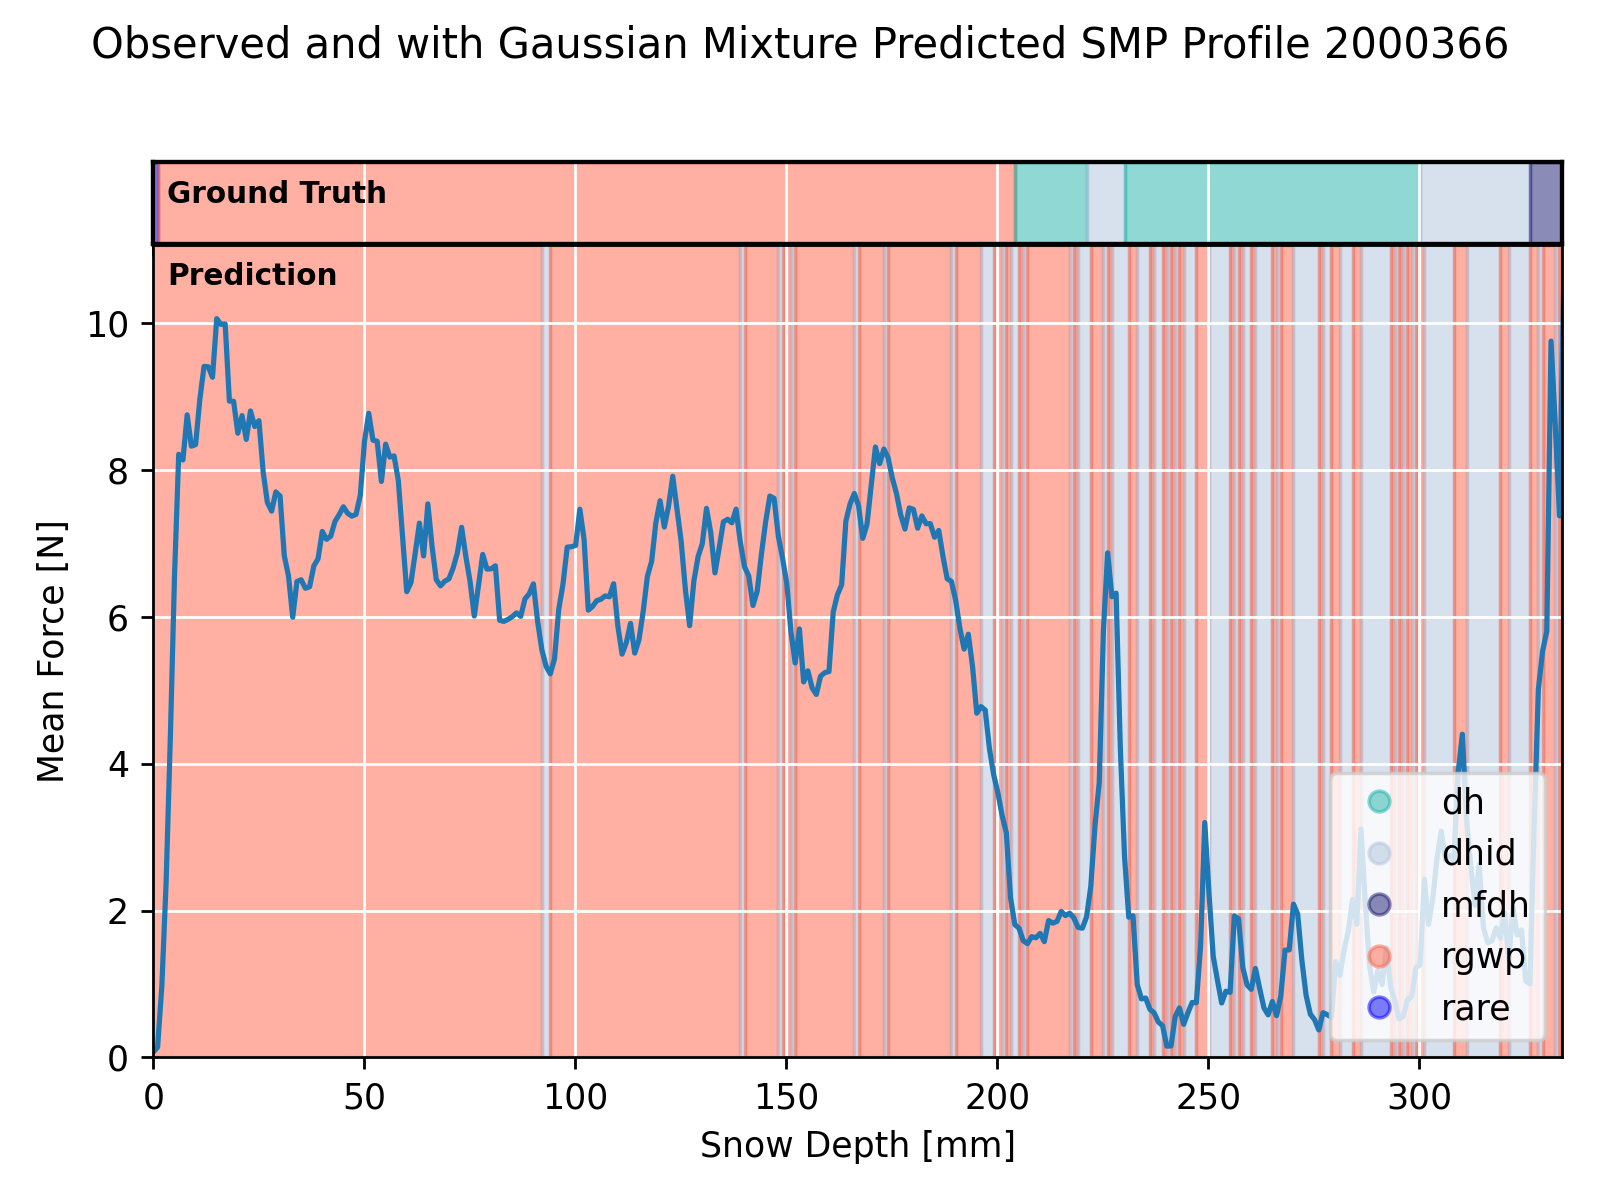 Observed and with Gaussian Mixture Predicted SMP Profile 2000366
Ground Truth
Prediction
10
8
6
4
2
0
Mean Force [N]
0 50 100 150 200 250 300
Snow Depth [mm]
dh
dhid
mfdh
rgwp
rare